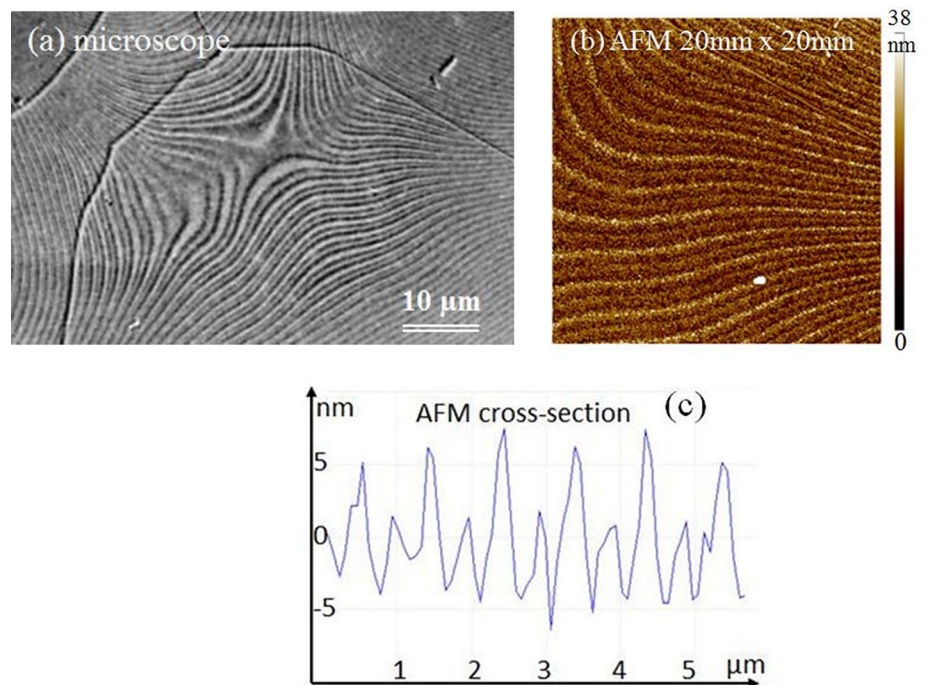 (a) microscope
10 µm
(b) AFM 20mm x 20mm
38
nm
0
nm
AFM cross-section
(c)
5
0
-5
1 2 3 4 5 µm